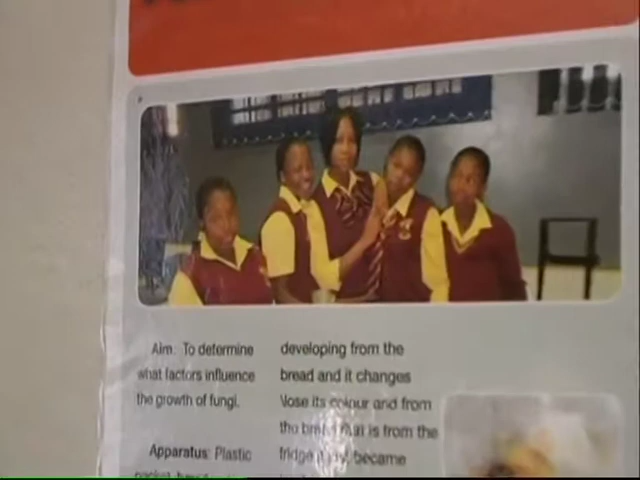 Aim: To determine
what factors influence
the growth of fungi.
Apparatus: Plastic
developing from the
bread and it changes
its colour and from
the bread that is from the
fridge became